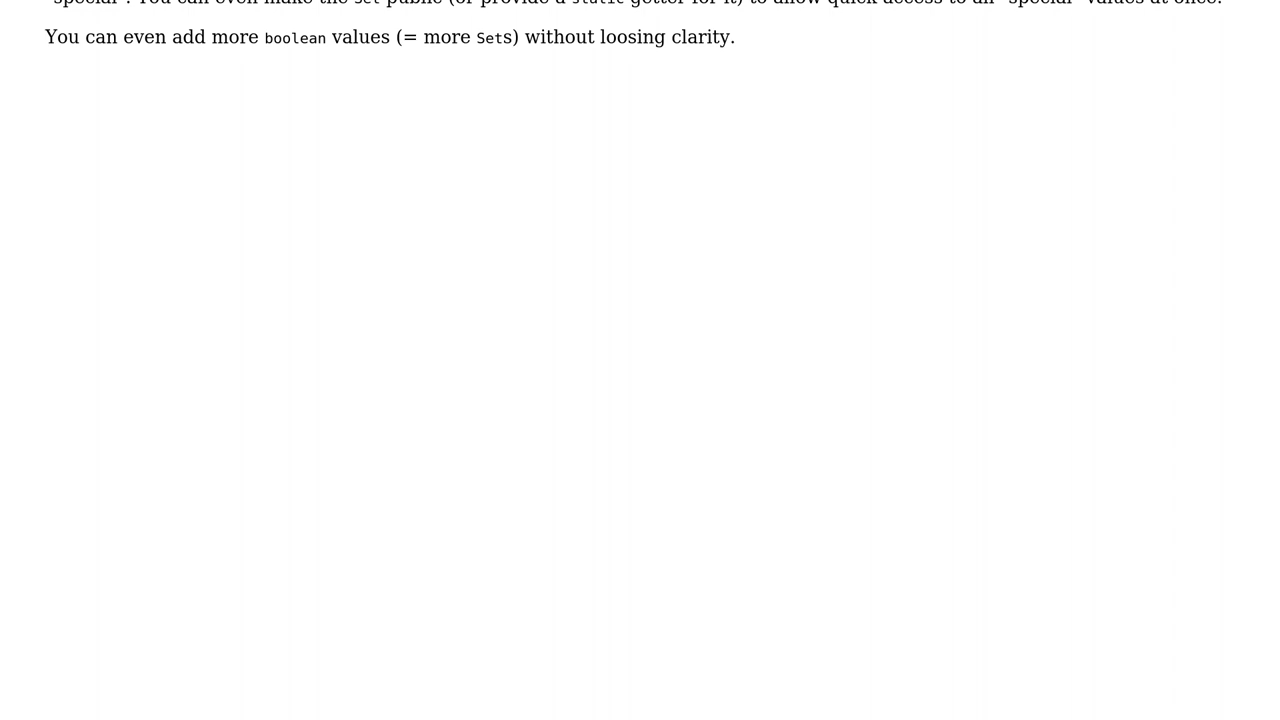 "special". You can even make the Set public (or provide a static getter for it) to allow quick access to all "special" values at once.
You can even add more boolean values (= more Sets) without loosing clarity.